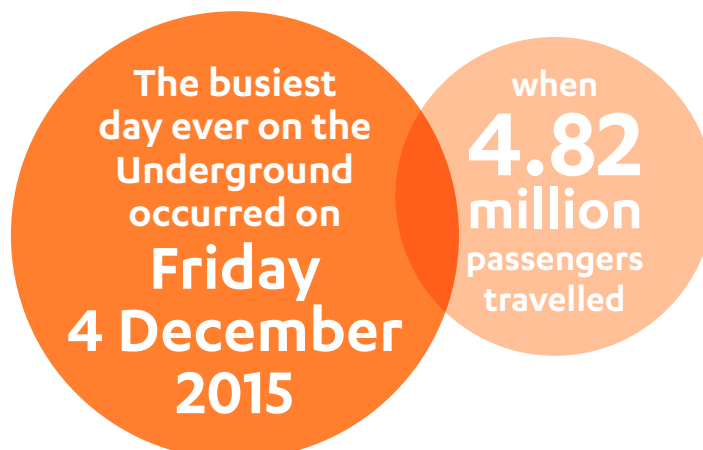 The busiest
day ever on the
Underground
occurred on
Friday
4 December
2015
when
4.82
million
passengers
travelled